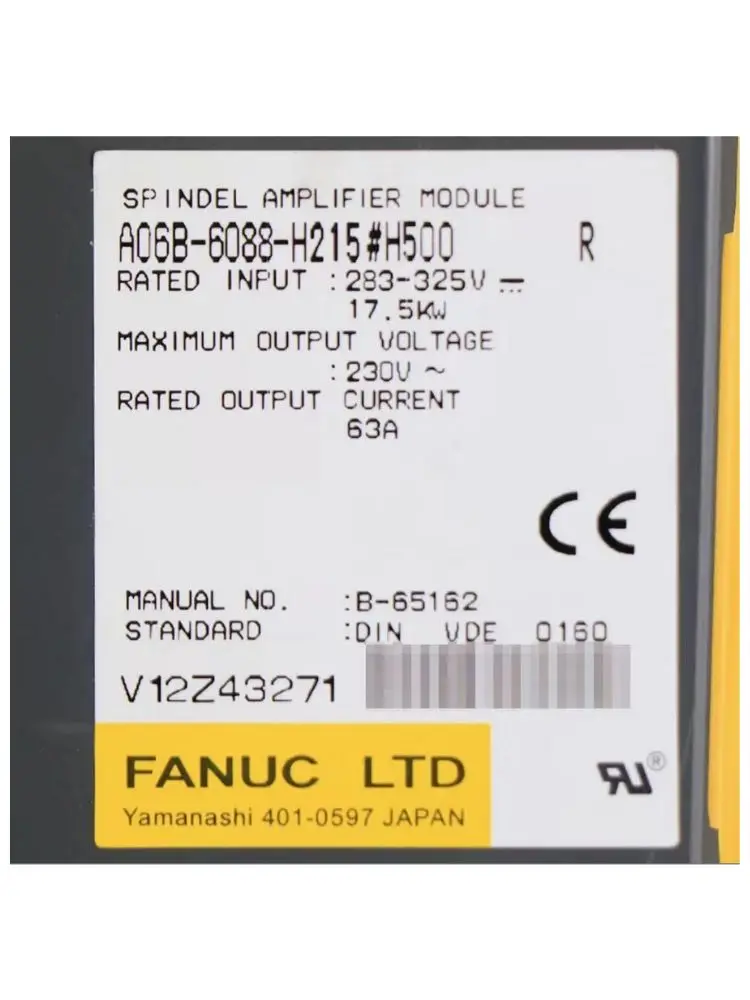 SPINDEL AMPLIFIER MODULE
A06B-6088-H215#H500 R
RATED INPUT :283-325V ⎓
17.5KW
MAXIMUM OUTPUT VOLTAGE
:230V ~
RATED OUTPUT CURRENT
63A
CE
MANUAL NO. :B-65162
STANDARD :DIN VDE 0160
V12Z43271
FANUC LTD
Yamanashi 401-0597 JAPAN
RU®